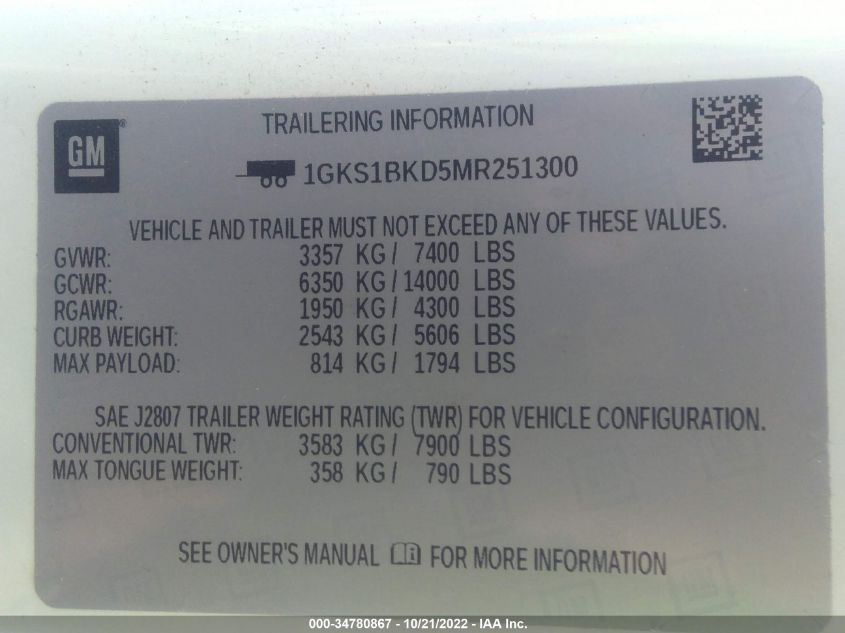 TRAILERING INFORMATION
GM®
1GKS1BKD5MR251300
VEHICLE AND TRAILER MUST NOT EXCEED ANY OF THESE VALUES.
GVWR: 3357 KG / 7400 LBS
GCWR: 6350 KG / 14000 LBS
RGAWR: 1950 KG / 4300 LBS
CURB WEIGHT: 2543 KG / 5606 LBS
MAX PAYLOAD: 814 KG / 1794 LBS
SAE J2807 TRAILER WEIGHT RATING (TWR) FOR VEHICLE CONFIGURATION.
CONVENTIONAL TWR: 3583 KG / 7900 LBS
MAX TONGUE WEIGHT: 358 KG / 790 LBS
SEE OWNER'S MANUAL FOR MORE INFORMATION
000-34780867 - 10/21/2022 - IAA Inc.